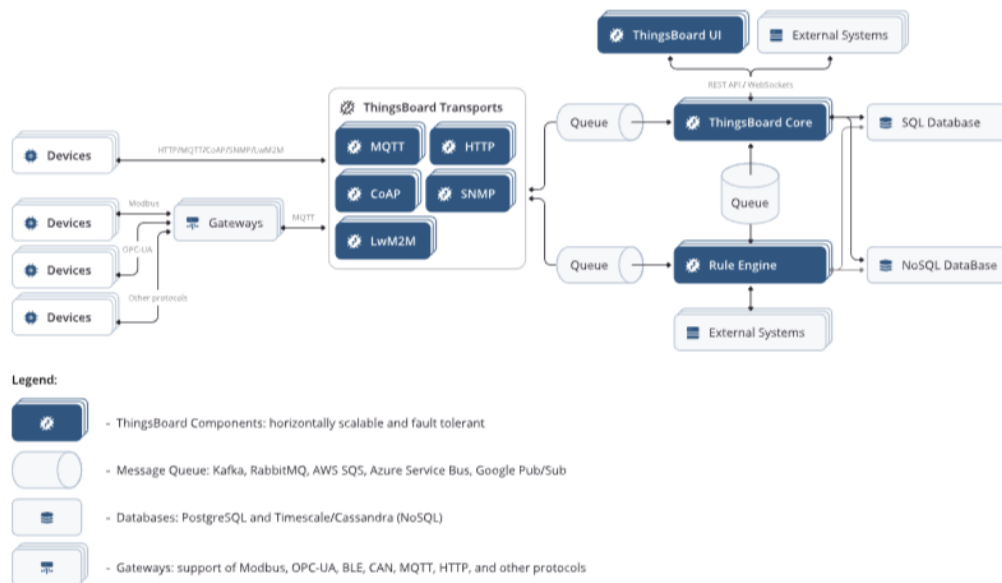 ThingsBoard UI
External Systems
REST API / WebSockets
ThingsBoard Transports
MQTT
HTTP
CoAP
SNMP
LwM2M
Queue
ThingsBoard Core
SQL Database
Devices
HTTP/MQTT/CoAP/SNMP/LwM2M
Devices
Modbus
Gateways
MQTT
Queue
Devices
OPC-UA
Queue
Rule Engine
NoSQL DataBase
Devices
Other protocols
External Systems
Legend:
- ThingsBoard Components: horizontally scalable and fault tolerant
- Message Queue: Kafka, RabbitMQ, AWS SQS, Azure Service Bus, Google Pub/Sub
- Databases: PostgreSQL and Timescale/Cassandra (NoSQL)
- Gateways: support of Modbus, OPC-UA, BLE, CAN, MQTT, HTTP, and other protocols